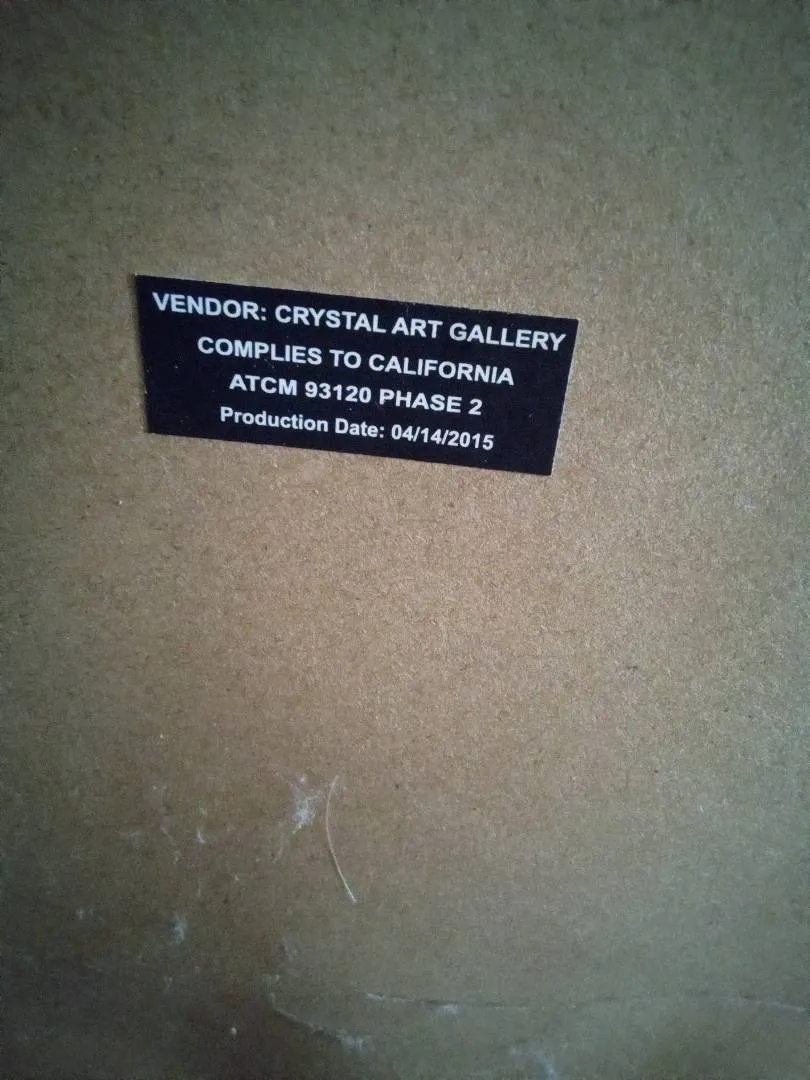 VENDOR: CRYSTAL ART GALLERY
COMPLIES TO CALIFORNIA
ATCM 93120 PHASE 2
Production Date: 04/14/2015